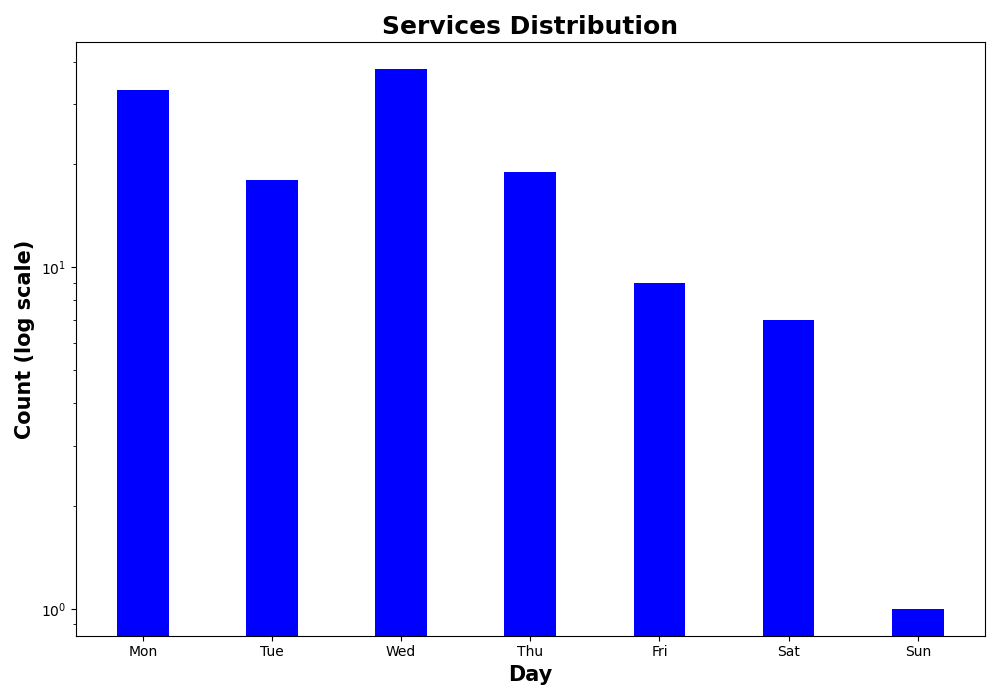 Services Distribution
Count (log scale)
10¹
10⁰
Mon Tue Wed Thu Fri Sat Sun
Day